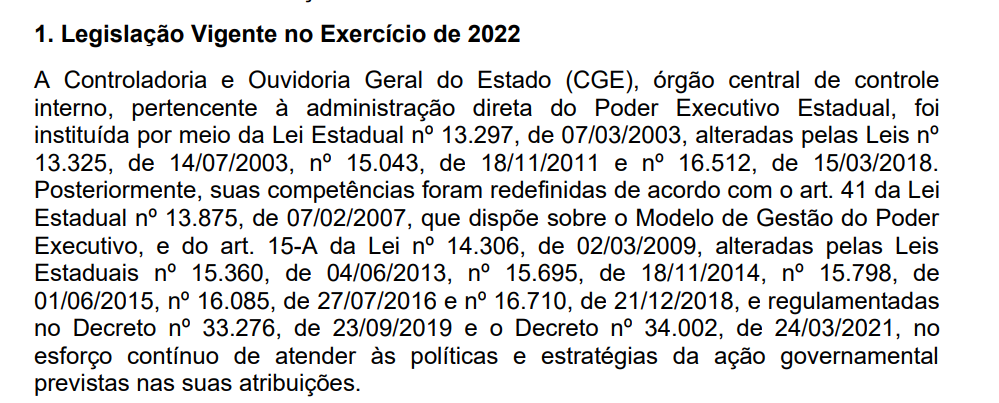 1. Legislação Vigente no Exercício de 2022
A Controladoria e Ouvidoria Geral do Estado (CGE), órgão central de controle
interno, pertencente à administração direta do Poder Executivo Estadual, foi
instituída por meio da Lei Estadual nº 13.297, de 07/03/2003, alteradas pelas Leis nº
13.325, de 14/07/2003, nº 15.043, de 18/11/2011 e nº 16.512, de 15/03/2018.
Posteriormente, suas competências foram redefinidas de acordo com o art. 41 da Lei
Estadual nº 13.875, de 07/02/2007, que dispõe sobre o Modelo de Gestão do Poder
Executivo, e do art. 15-A da Lei nº 14.306, de 02/03/2009, alteradas pelas Leis
Estaduais nº 15.360, de 04/06/2013, nº 15.695, de 18/11/2014, nº 15.798, de
01/06/2015, nº 16.085, de 27/07/2016 e nº 16.710, de 21/12/2018, e regulamentadas
no Decreto nº 33.276, de 23/09/2019 e o Decreto nº 34.002, de 24/03/2021, no
esforço contínuo de atender às políticas e estratégias da ação governamental
previstas nas suas atribuições.